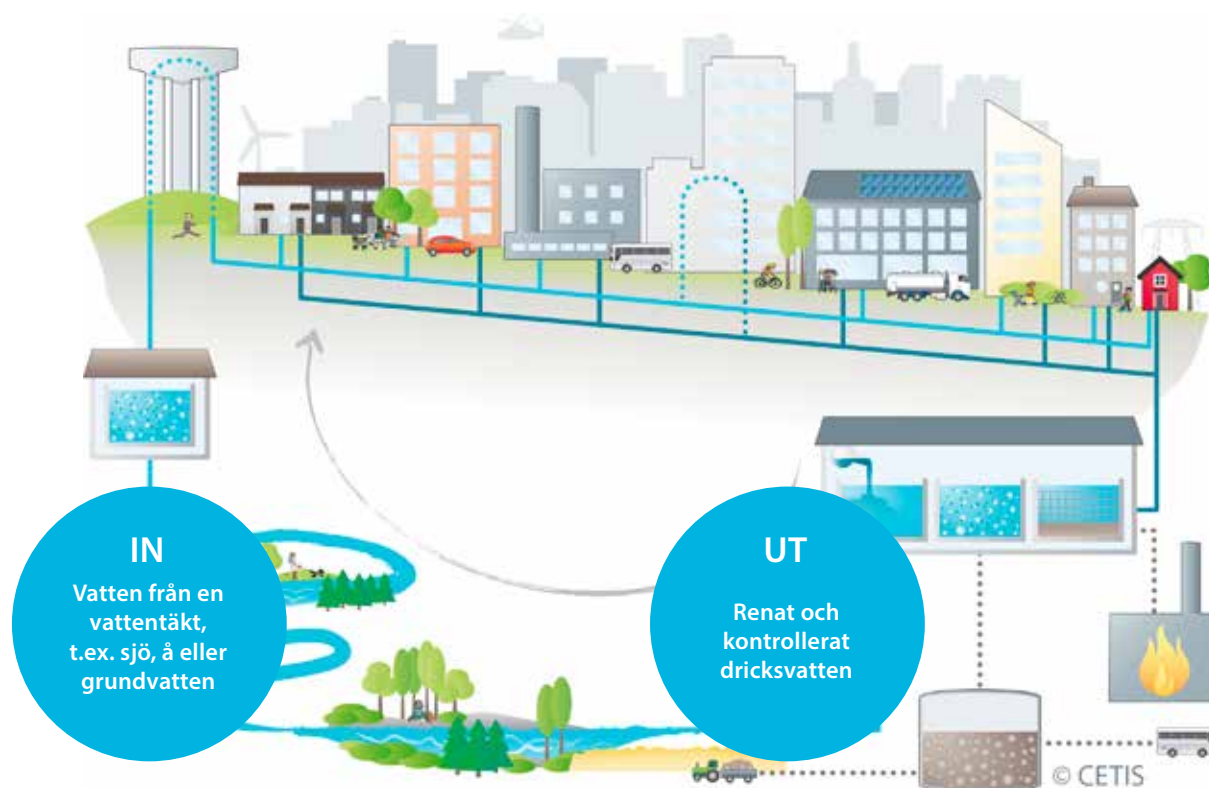 IN
Vatten från en
vattentäkt,
t.ex. sjö, å eller
grundvatten
UT
Renat och
kontrollerat
dricksvatten
© CETIS